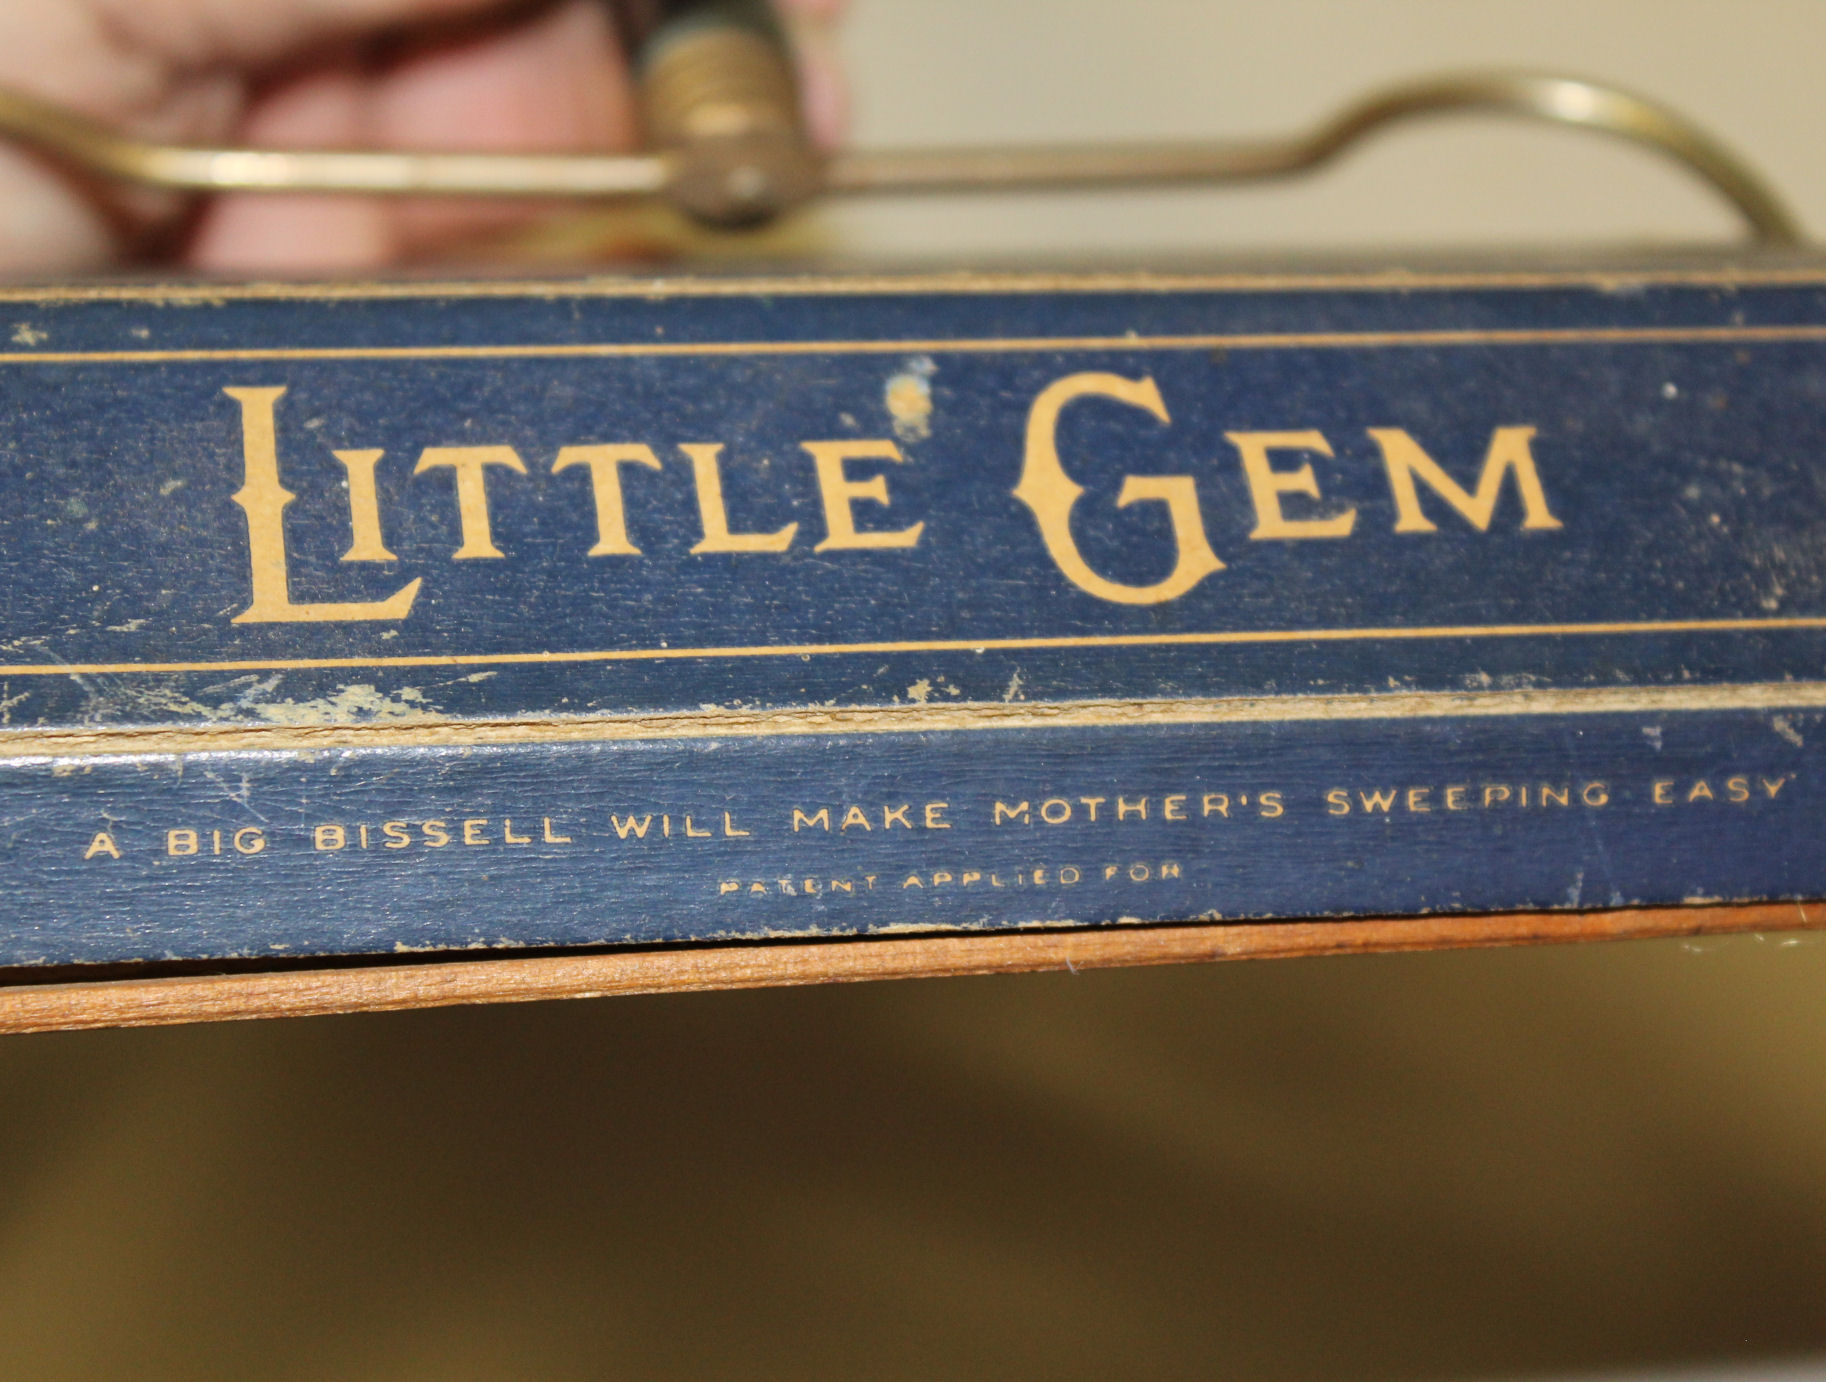 LITTLE GEM
A BIG BISSELL WILL MAKE MOTHER'S SWEEPING EASY
PATENT APPLIED FOR